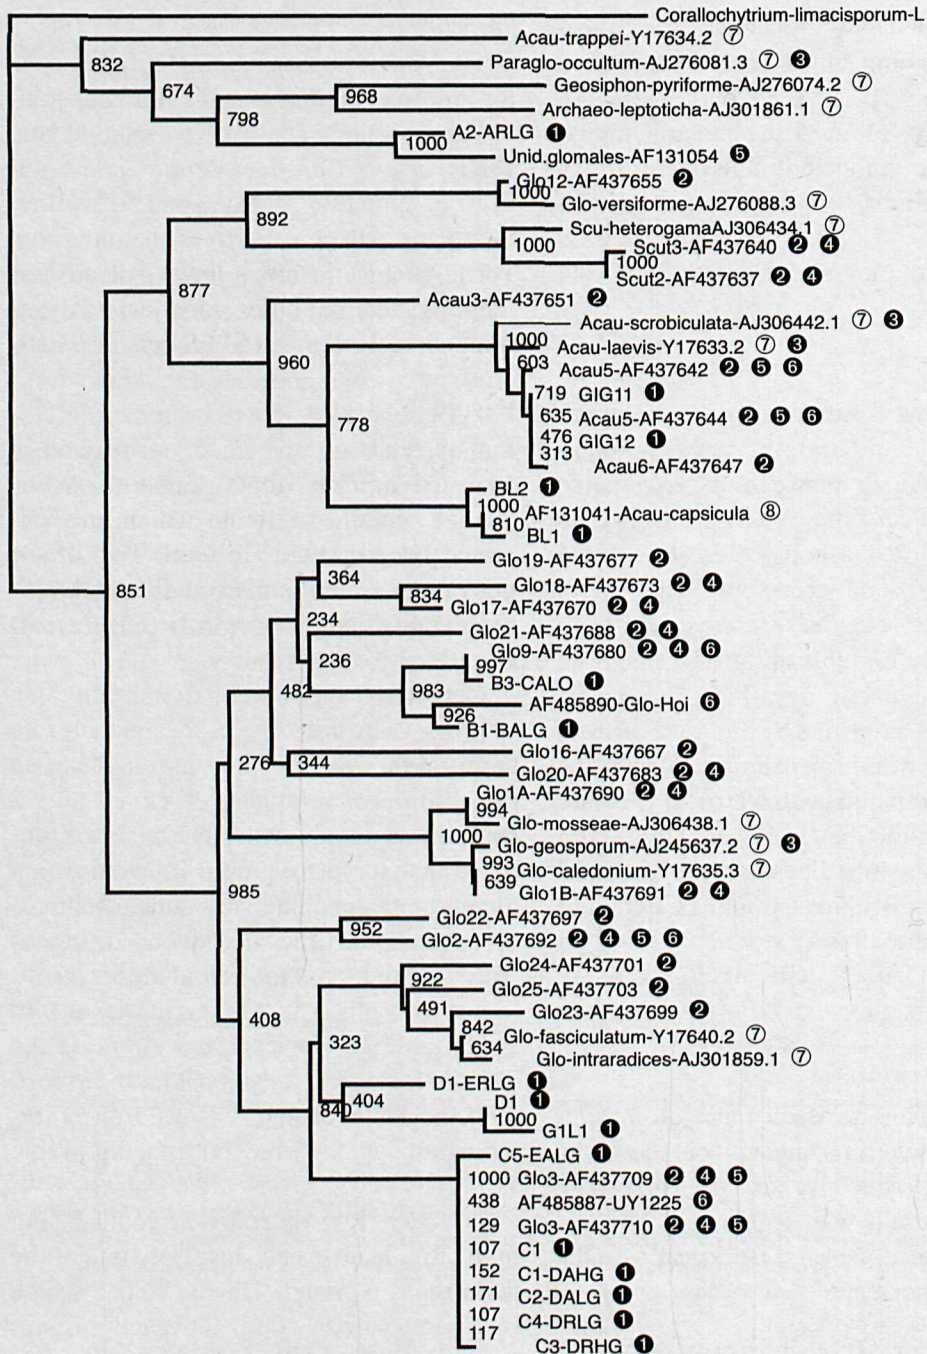 Corallochytrium-limacisporum-L
Acau-trappei-Y17634.2 ⑦
832
Paraglo-occultum-AJ276081.3 ⑦ ❸
674
Geosiphon-pyriforme-AJ276074.2 ⑦
968
Archaeo-leptoticha-AJ301861.1 ⑦
798
A2-ARLG ❶
1000
Unid.glomales-AF131054 ❺
Glo12-AF437655 ❷
1000
Glo-versiforme-AJ276088.3 ⑦
892
Scu-heterogamaAJ306434.1 ⑦
1000
Scut3-AF437640 ❷ ❹
1000
Scut2-AF437637 ❷ ❹
877
Acau3-AF437651 ❷
Acau-scrobiculata-AJ306442.1 ⑦ ❸
1000
Acau-laevis-Y17633.2 ⑦ ❸
960
603
Acau5-AF437642 ❷ ❺ ❻
719 GIG11 ❶
635 Acau5-AF437644 ❷ ❺ ❻
778
476 GIG12 ❶
313
Acau6-AF437647 ❷
BL2 ❶
1000
AF131041-Acau-capsicula ⑧
810
BL1 ❶
Glo19-AF437677 ❷
364
Glo18-AF437673 ❷ ❹
851
834
Glo17-AF437670 ❷ ❹
234
Glo21-AF437688 ❷ ❹
Glo9-AF437680 ❷ ❹ ❻
236
997
B3-CALO ❶
482
983
AF485890-Glo-Hoi ❻
926
B1-BALG ❶
Glo16-AF437667 ❷
276
344
Glo20-AF437683 ❷ ❹
Glo1A-AF437690 ❷ ❹
994
Glo-mosseae-AJ306438.1 ⑦
1000
Glo-geosporum-AJ245637.2 ⑦ ❸
993
Glo-caledonium-Y17635.3 ⑦
639
Glo1B-AF437691 ❷ ❹
985
Glo22-AF437697 ❷
952
Glo2-AF437692 ❷ ❹ ❺ ❻
Glo24-AF437701 ❷
922
Glo25-AF437703 ❷
491
Glo23-AF437699 ❷
408
842
Glo-fasciculatum-Y17640.2 ⑦
323
634
Glo-intraradices-AJ301859.1 ⑦
D1-ERLG ❶
404
D1 ❶
840
1000
G1L1 ❶
C5-EALG ❶
1000 Glo3-AF437709 ❷ ❹ ❺
438 AF485887-UY1225 ❻
129 Glo3-AF437710 ❷ ❹ ❺
107 C1 ❶
152 C1-DAHG ❶
171 C2-DALG ❶
107 C4-DRLG ❶
117
C3-DRHG ❶